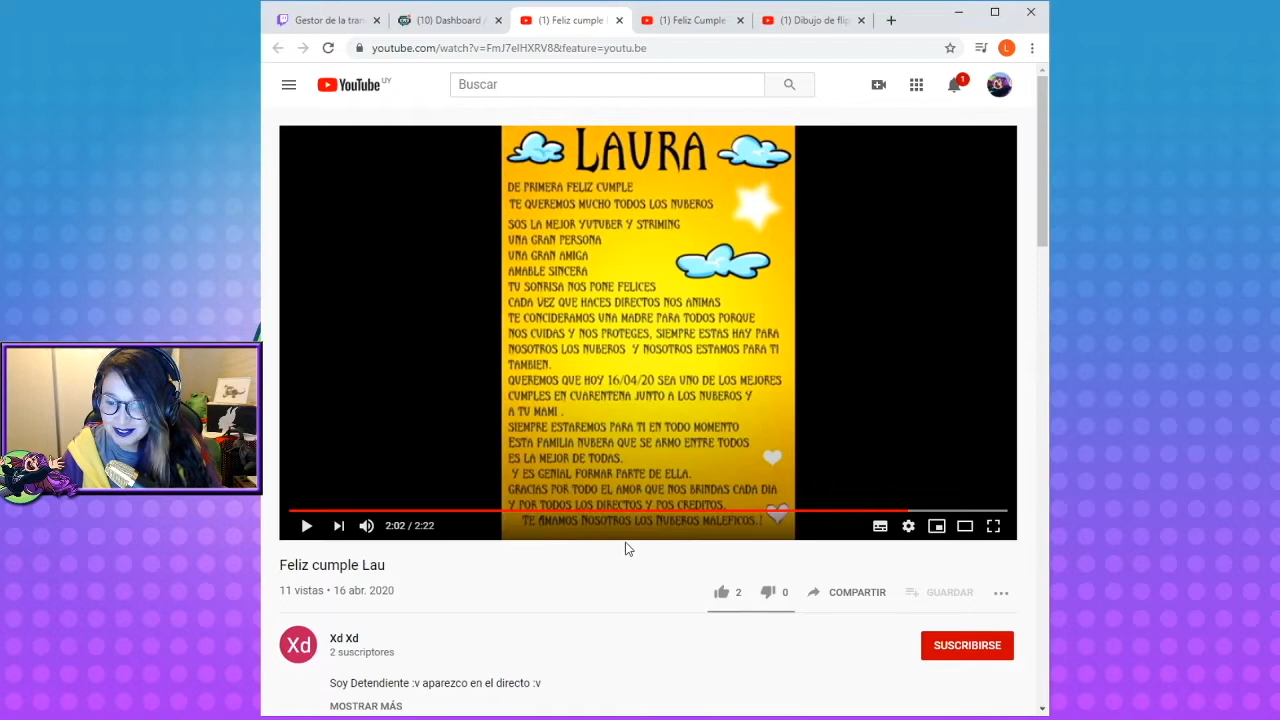 Gestor de la tran
(10) Dashboard /
(1) Feliz cumple
(1) Feliz Cumple
(1) Dibujo de flip
youtube.com/watch?v=FmJ7eIHXRV8&feature=youtu.be
L
YouTube UY
Buscar
1
LAURA
DE PRIMERA FELIZ CUMPLE
TE QUEREMOS MUCHO TODOS LOS NUBEROS
SOS LA MEJOR YUTUBER Y STRIMING
UNA GRAN PERSONA
UNA GRAN AMIGA
AMABLE SINCERA
TU SONRISA NOS PONE FELICES
CADA VEZ QUE HACES DIRECTOS NOS ANIMAS
TE CONCIDERAMOS UNA MADRE PARA TODOS PORQUE
NOS CUIDAS Y NOS PROTEGES, SIEMPRE ESTAS HAY PARA
NOSOTROS LOS NUBEROS Y NOSOTROS ESTAMOS PARA TI
TAMBIEN.
QUEREMOS QUE HOY 16/04/20 SEA UNO DE LOS MEJORES
CUMPLES EN CUARENTENA JUNTO A LOS NUBEROS Y
A TU MAMI .
SIEMPRE ESTAREMOS PARA TI EN TODO MOMENTO
ESTA FAMILIA NUBERA QUE SE ARMO ENTRE TODOS
ES LA MEJOR DE TODAS.
Y ES GENIAL FORMAR PARTE DE ELLA.
GRACIAS POR TODO EL AMOR QUE NOS BRINDAS CADA DIA
Y POR TODOS LOS DIRECTOS Y POS CREDITOS.
TE AMAMOS NOSOTROS LOS NUBEROS MALEFICOS.!
2:02 / 2:22
Feliz cumple Lau
11 vistas • 16 abr. 2020
2
0
COMPARTIR
GUARDAR
Xd
Xd Xd
2 suscriptores
SUSCRIBIRSE
Soy Detendiente :v aparezco en el directo :v
MOSTRAR MÁS